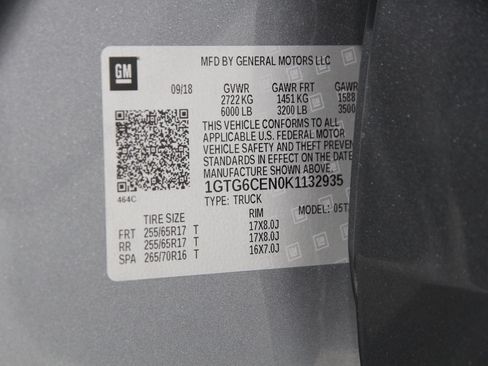 GM
MFD BY GENERAL MOTORS LLC
09/18 GVWR GAWR FRT GAWR
2722 KG 1451 KG 1588
6000 LB 3200 LB 3500
THIS VEHICLE CONFORMS TO ALL
APPLICABLE U.S. FEDERAL MOTOR
VEHICLE SAFETY AND THEFT PREVEN
STANDARDS IN EFFECT ON THE DATE
MANUFACTURE SHOWN ABOVE.
464C 1GTG6CEN0K1132935
TYPE: TRUCK MODEL: 05T
TIRE SIZE RIM
FRT 255/65R17 T 17X8.0J
RR 255/65R17 T 17X8.0J
SPA 265/70R16 T 16X7.0J